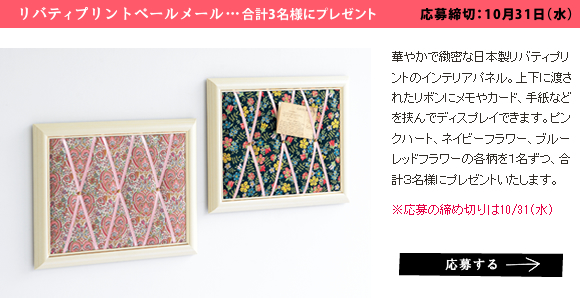 リバティプリントペールメール…合計3名様にプレゼント 応募締切：10月31日（水）
華やかで緻密な日本製リバティプリ
ントのインテリアパネル。上下に渡さ
れたリボンにメモやカード、手紙など
を挟んでディスプレイできます。ピン
クハート、ネイビーフラワー、ブルー
レッドフラワーの各柄を1名ずつ、合
計3名様にプレゼントいたします。
※応募の締め切りは10/31（水）
応募する